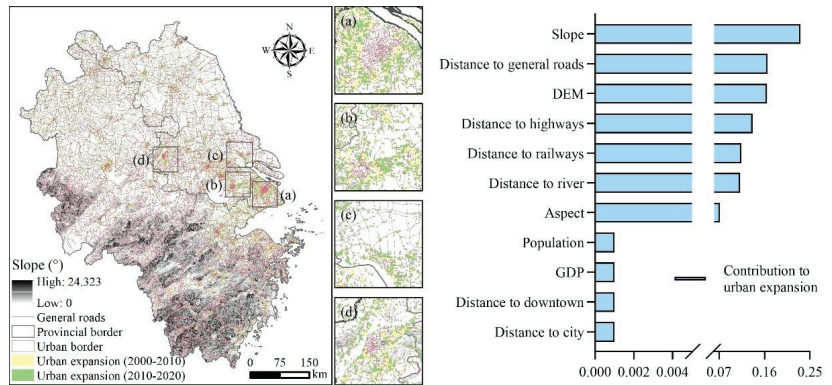 N
W E
S
(a)
(b)
(c)
(d)
(d)
(c)
(b)
(a)
Slope (°)
High: 24.323
Low: 0
General roads
Provincial border
Urban border
Urban expansion (2000-2010)
Urban expansion (2010-2020)
0 75 150
km
Slope
Distance to general roads
DEM
Distance to highways
Distance to railways
Distance to river
Aspect
Population
GDP
Distance to downtown
Distance to city
Contribution to
urban expansion
0.000 0.002 0.004 0.07 0.16 0.25